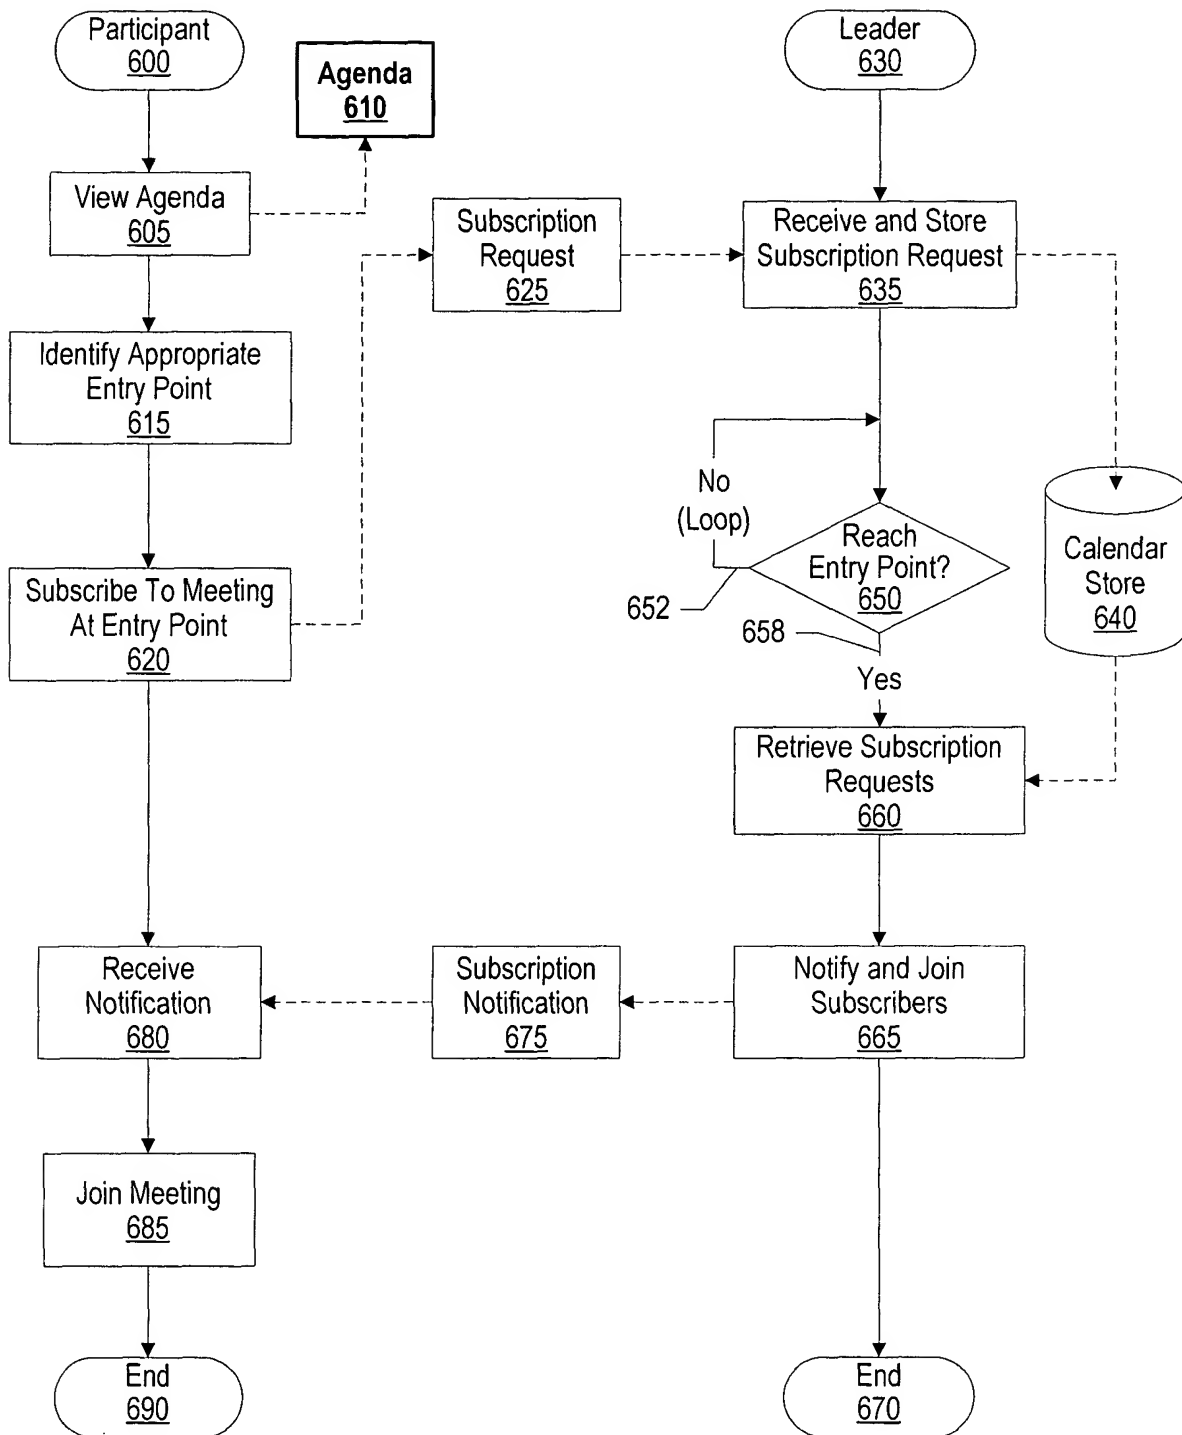 Participant
600
Agenda
610
Leader
630
View Agenda
605
Subscription
Request
625
Receive and Store
Subscription Request
635
Identify Appropriate
Entry Point
615
No
(Loop)
Reach
Entry Point?
650
652
658
Calendar
Store
640
Subscribe To Meeting
At Entry Point
620
Yes
Retrieve Subscription
Requests
660
Receive
Notification
680
Subscription
Notification
675
Notify and Join
Subscribers
665
Join Meeting
685
End
690
End
670